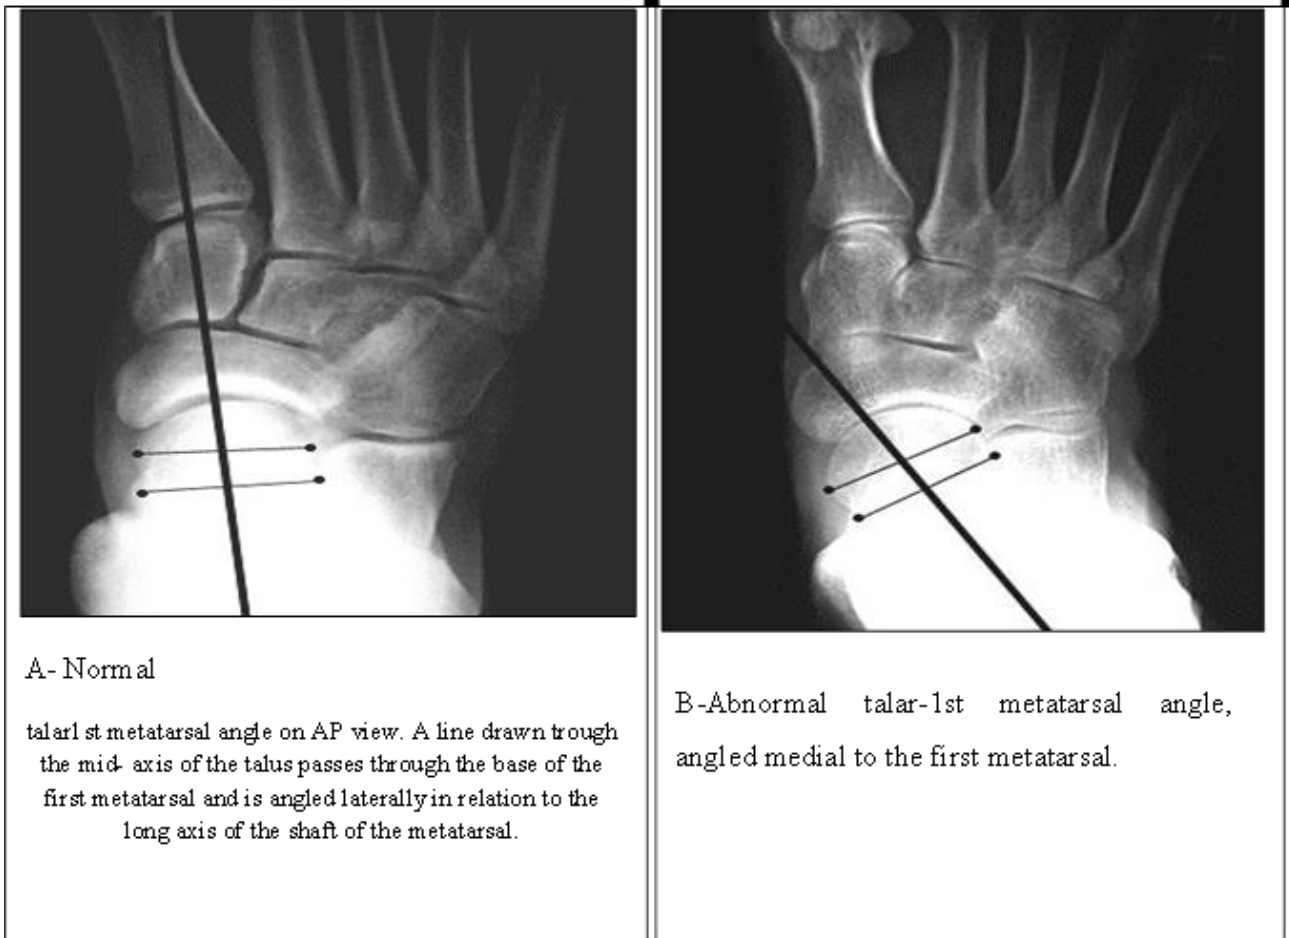 A- Normal
talar1 st metatarsal angle on AP view. A line drawn trough
the mid- axis of the talus passes through the base of the
first metatarsal and is angled laterally in relation to the
long axis of the shaft of the metatarsal.
B-Abnormal talar-1st metatarsal angle,
angled medial to the first metatarsal.